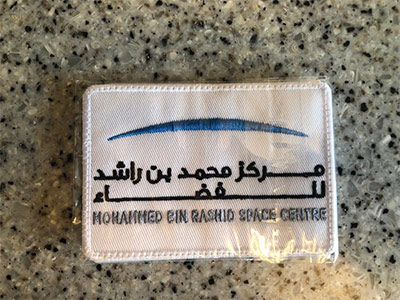 مركز محمد بن راشد
للفضاء
MOHAMMED BIN RASHID SPACE CENTRE